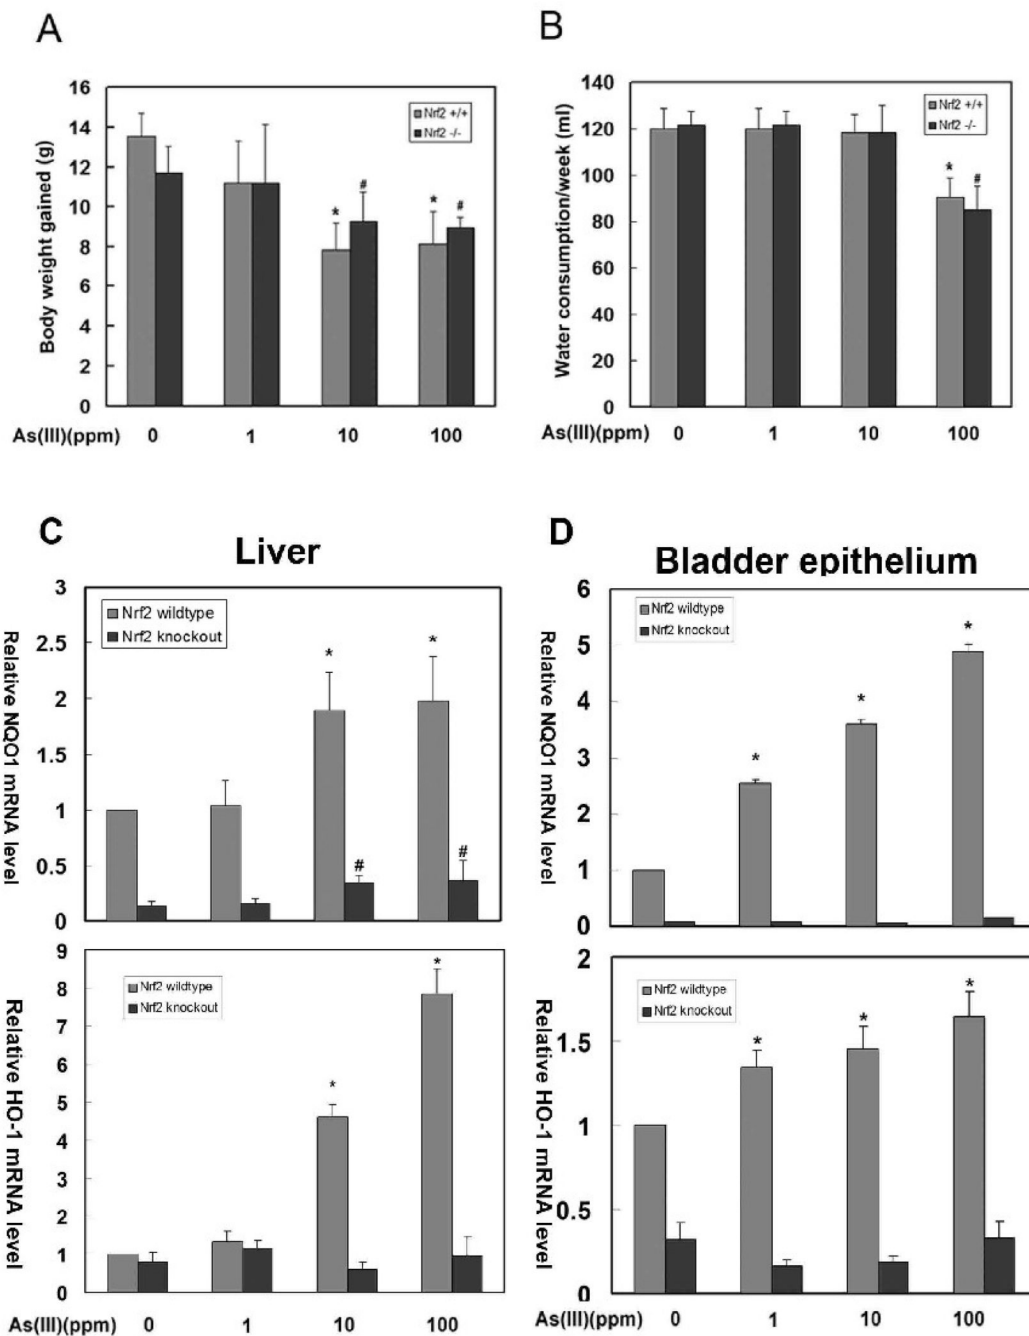 A
Body weight gained (g)
16
14
12
10
8
6
4
2
0
Nrf2 +/+
Nrf2 -/-
*
#
*
#
As(III)(ppm) 0 1 10 100
B
Water consumption/week (ml)
140
120
100
80
60
40
20
0
Nrf2 +/+
Nrf2 -/-
*
#
As(III)(ppm) 0 1 10 100
C
Liver
Relative NQO1 mRNA level
3
2.5
2
1.5
1
0.5
0
Nrf2 wildtype
Nrf2 knockout
*
*
#
#
Relative HO-1 mRNA level
9
8
7
6
5
4
3
2
1
0
Nrf2 wildtype
Nrf2 knockout
*
*
As(III)(ppm) 0 1 10 100
D
Bladder epithelium
Relative NQO1 mRNA level
6
5
4
3
2
1
0
Nrf2 wildtype
Nrf2 knockout
*
*
*
Relative HO-1 mRNA level
2
1.5
1
0.5
0
Nrf2 wildtype
Nrf2 knockout
*
*
*
As(III)(ppm) 0 1 10 100